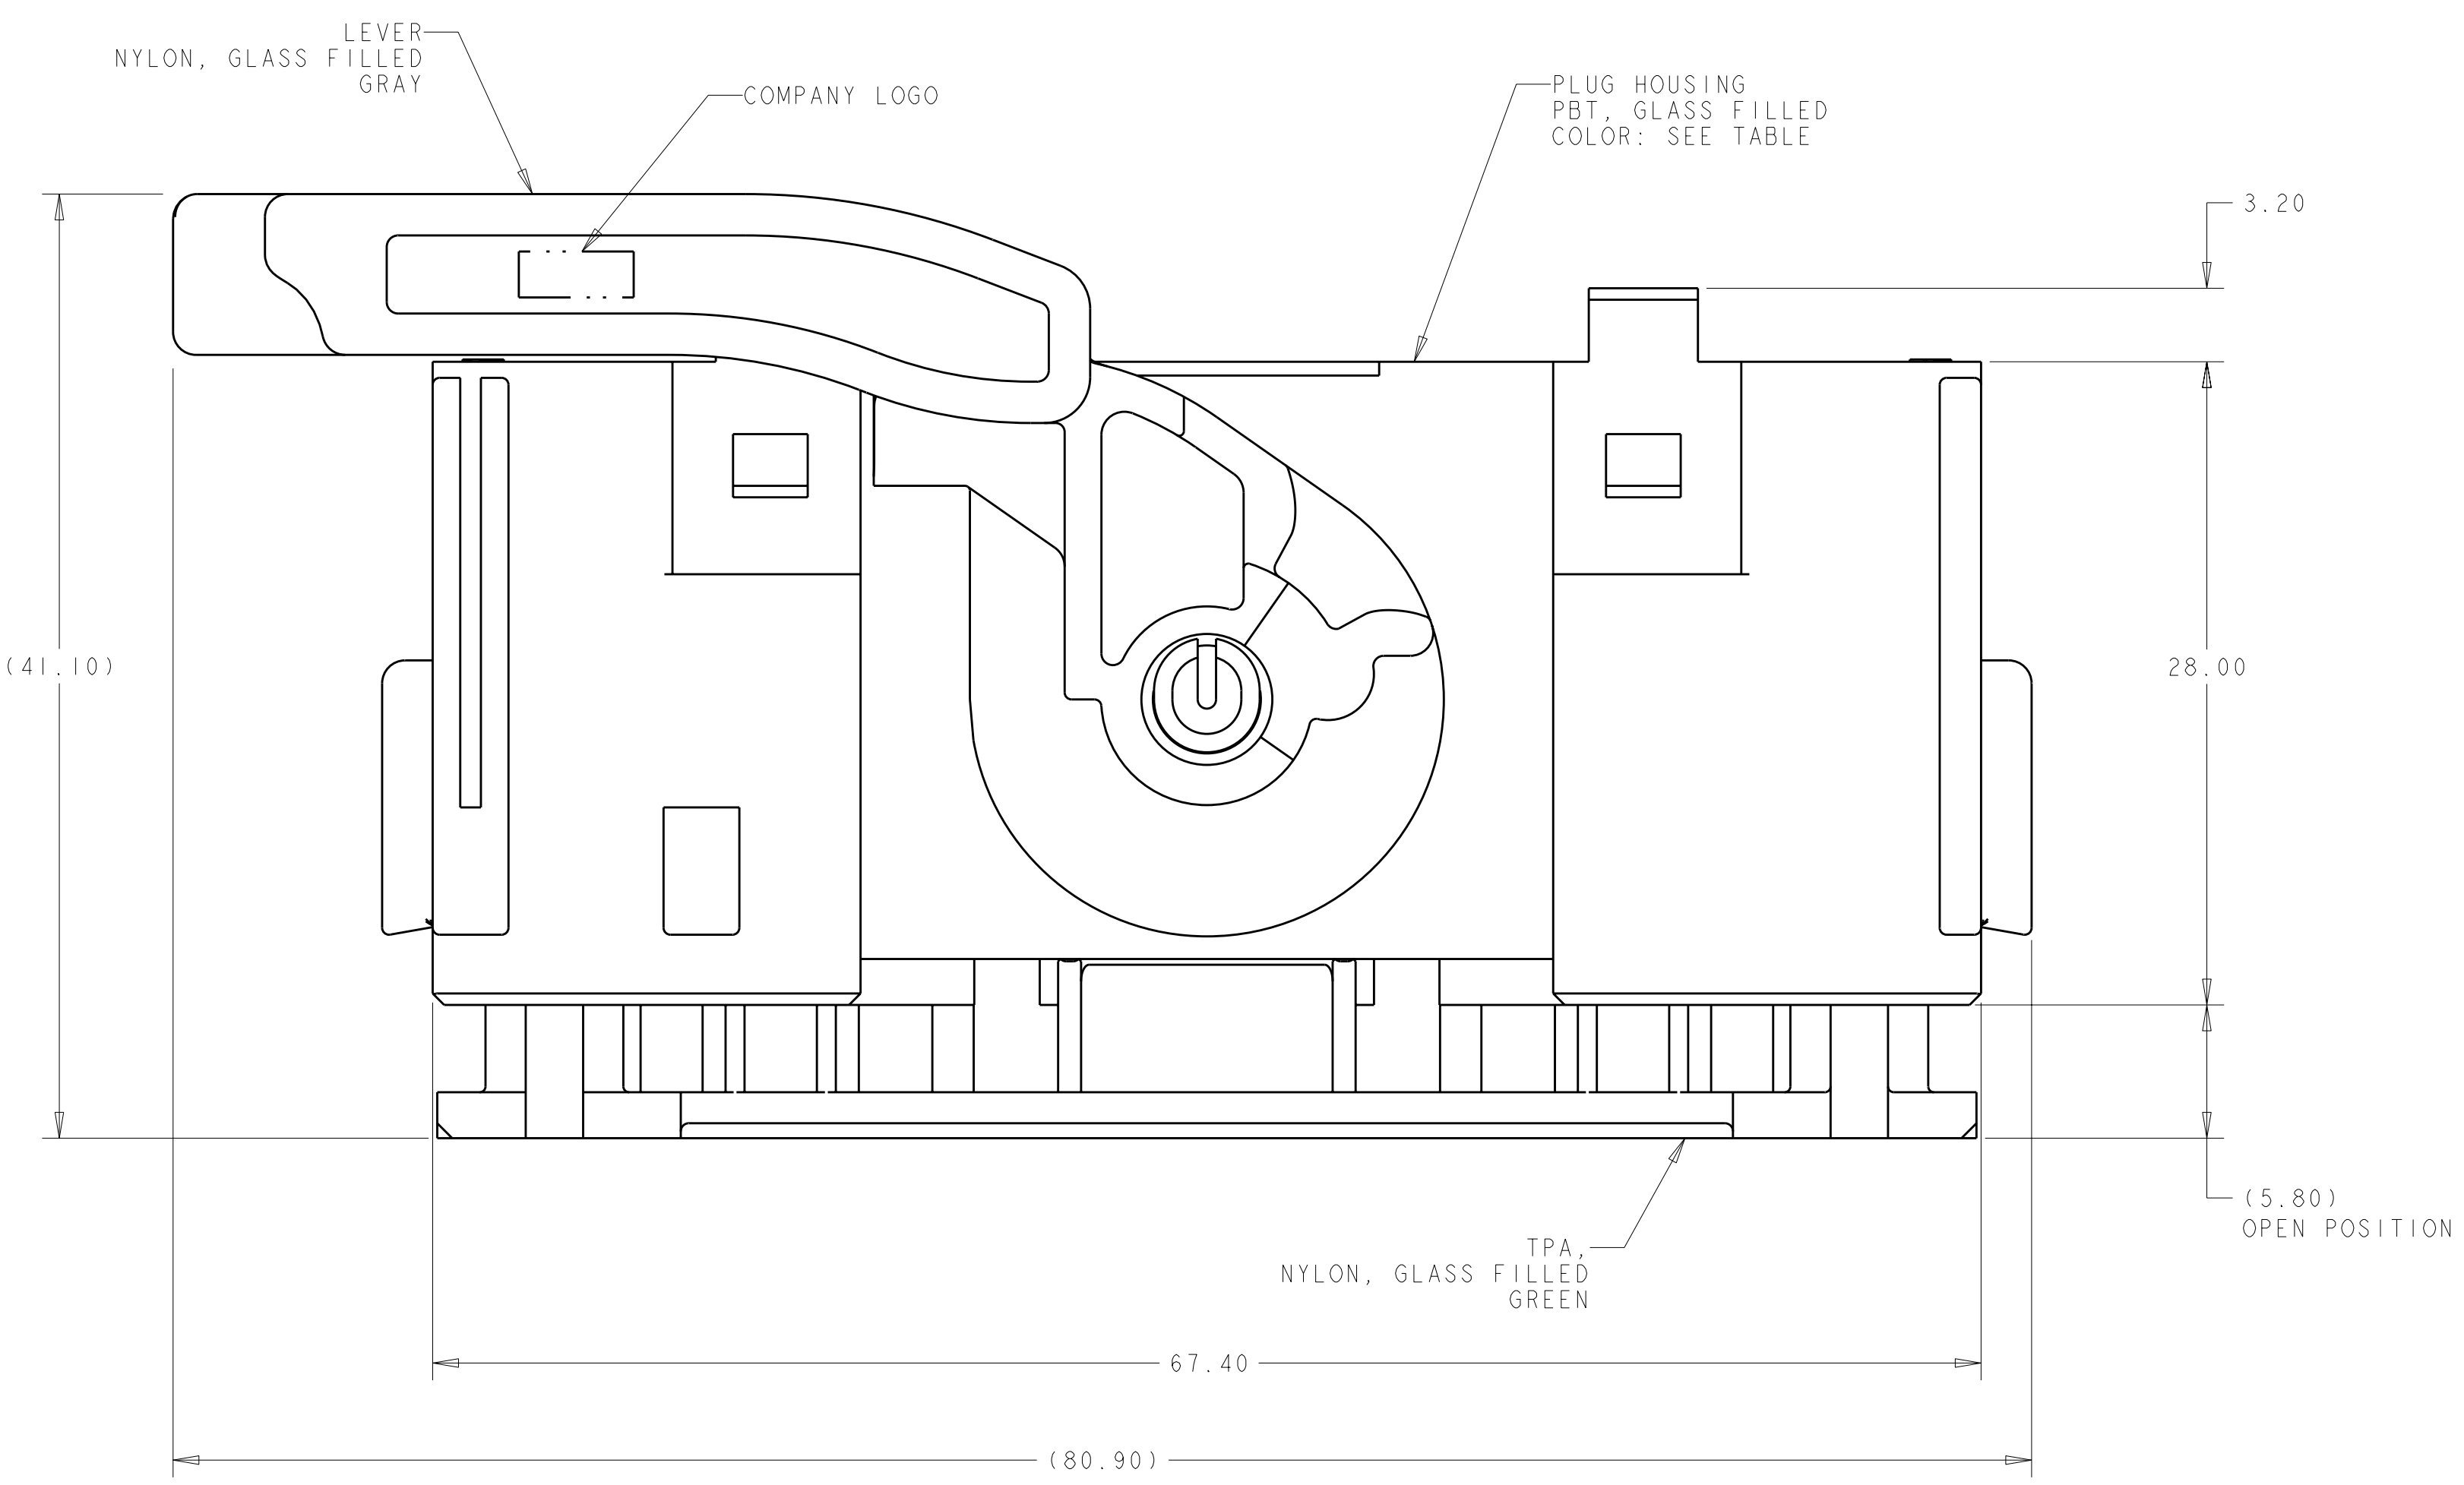 LEVER
NYLON, GLASS FILLED
GRAY
COMPANY LOGO
PLUG HOUSING
PBT, GLASS FILLED
COLOR: SEE TABLE
3.20
(41.10)
28.00
(5.80)
OPEN POSITION
TPA,
NYLON, GLASS FILLED
GREEN
67.40
(80.90)